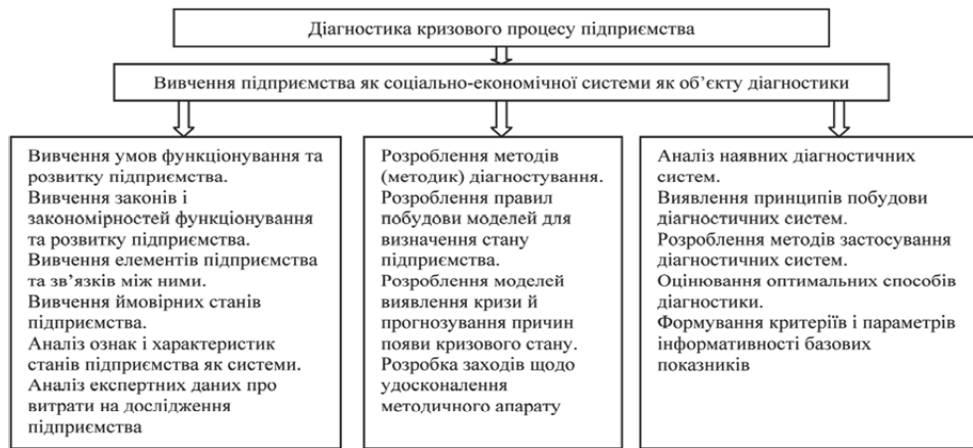 Діагностика кризового процесу підприємства
Вивчення підприємства як соціально-економічної системи як об’єкту діагностики
Вивчення умов функціонування та
розвитку підприємства.
Вивчення законів і
закономірностей функціонування
та розвитку підприємства.
Вивчення елементів підприємства
та зв’язків між ними.
Вивчення ймовірних станів
підприємства.
Аналіз ознак і характеристик
станів підприємства як системи.
Аналіз експертних даних про
витрати на дослідження
підприємства
Розроблення методів
(методик) діагностування.
Розроблення правил
побудови моделей для
визначення стану
підприємства.
Розроблення моделей
виявлення кризи й
прогнозування причин
появи кризового стану.
Розробка заходів щодо
удосконалення
методичного апарату
Аналіз наявних діагностичних
систем.
Виявлення принципів побудови
діагностичних систем.
Розроблення методів застосування
діагностичних систем.
Оцінювання оптимальних способів
діагностики.
Формування критеріїв і параметрів
інформативності базових
показників